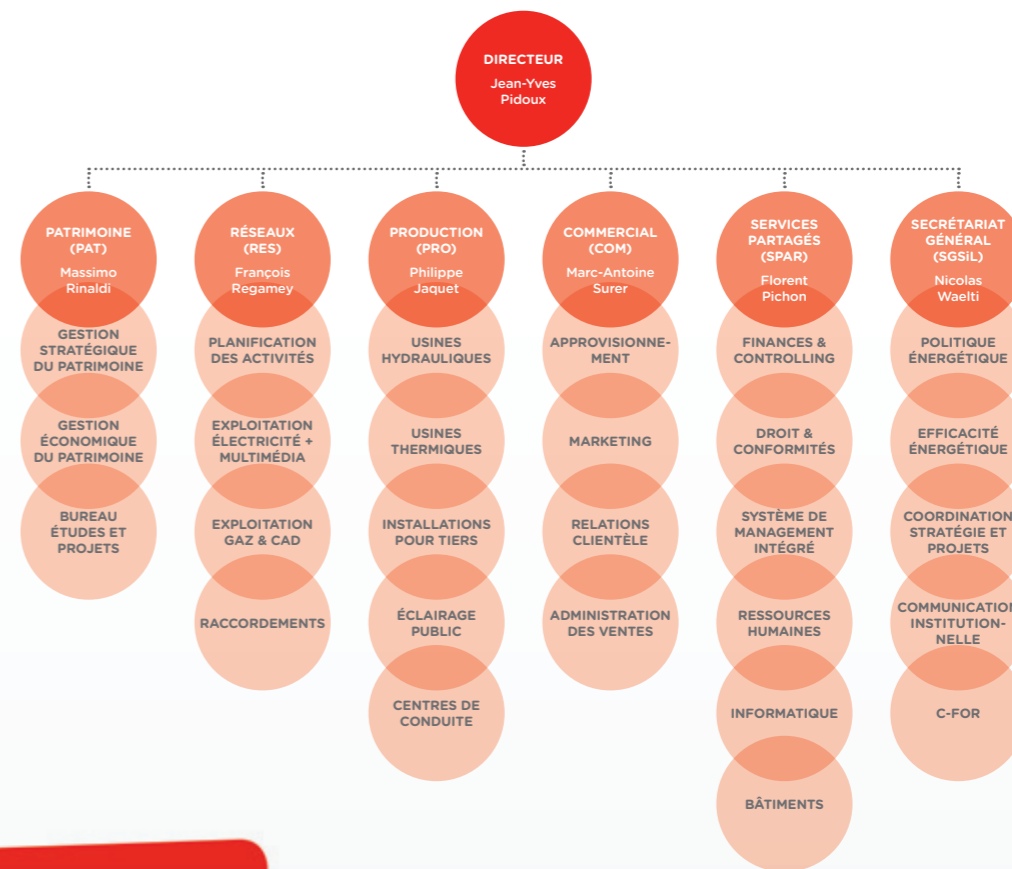 DIRECTEUR
Jean-Yves
Pidoux
PATRIMOINE
(PAT)
Massimo
Rinaldi
GESTION
STRATÉGIQUE
DU PATRIMOINE
GESTION
ÉCONOMIQUE
DU PATRIMOINE
BUREAU
ÉTUDES ET
PROJETS
RÉSEAUX
(RES)
François
Regamey
PLANIFICATION
DES ACTIVITÉS
EXPLOITATION
ÉLECTRICITÉ +
MULTIMÉDIA
EXPLOITATION
GAZ & CAD
RACCORDEMENTS
PRODUCTION
(PRO)
Philippe
Jaquet
USINES
HYDRAULIQUES
USINES
THERMIQUES
INSTALLATIONS
POUR TIERS
ÉCLAIRAGE
PUBLIC
CENTRES DE
CONDUITE
COMMERCIAL
(COM)
Marc-Antoine
Surer
APPROVISIONNE-
MENT
MARKETING
RELATIONS
CLIENTÈLE
ADMINISTRATION
DES VENTES
SERVICES
PARTAGÉS
(SPAR)
Florent
Pichon
FINANCES &
CONTROLLING
DROIT &
CONFORMITÉS
SYSTÈME DE
MANAGEMENT
INTÉGRÉ
RESSOURCES
HUMAINES
INFORMATIQUE
BÂTIMENTS
SECRÉTARIAT
GÉNÉRAL
(SGSiL)
Nicolas
Waelti
POLITIQUE
ÉNERGÉTIQUE
EFFICACITÉ
ÉNERGÉTIQUE
COORDINATION
STRATÉGIE ET
PROJETS
COMMUNICATION
INSTITUTION-
NELLE
C-FOR